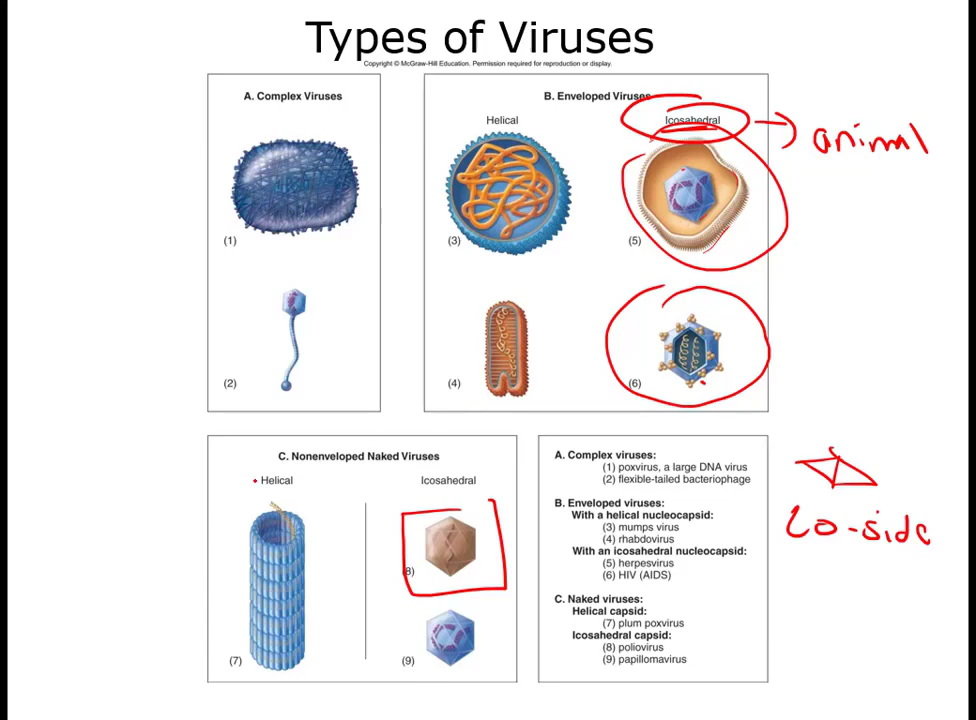 Types of Viruses
Copyright © McGraw-Hill Education. Permission required for reproduction or display.
A. Complex Viruses
(1)
(2)
B. Enveloped Viruses
Helical
Icosahedral
animal
(3)
(5)
(4)
(6)
C. Nonenveloped Naked Viruses
Helical
Icosahedral
(8)
(7)
(9)
A. Complex viruses:
(1) poxvirus, a large DNA virus
(2) flexible-tailed bacteriophage
B. Enveloped viruses:
With a helical nucleocapsid:
(3) mumps virus
(4) rhabdovirus
With an icosahedral nucleocapsid:
(5) herpesvirus
(6) HIV (AIDS)
C. Naked viruses:
Helical capsid:
(7) plum poxvirus
Icosahedral capsid:
(8) poliovirus
(9) papillomavirus
20-side